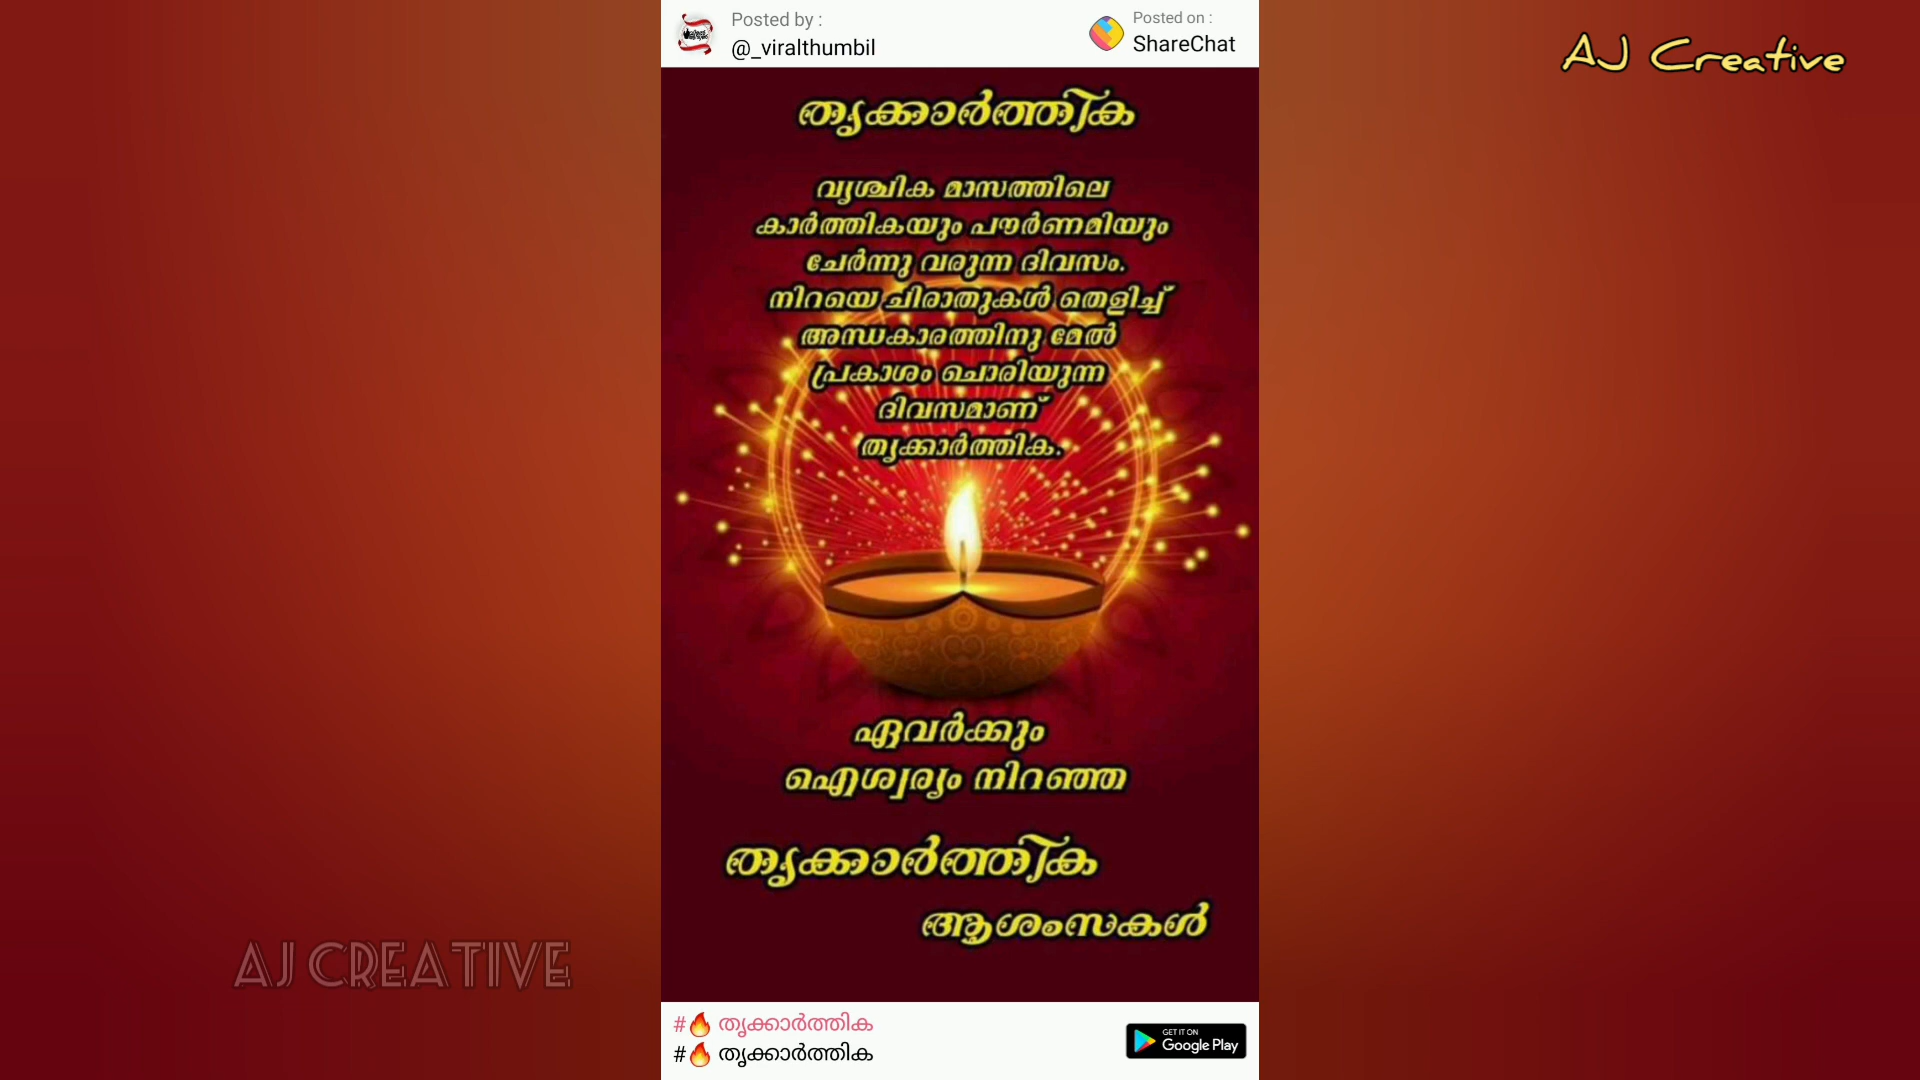 Posted by :
@_viralthumbil
Posted on :
ShareChat
AJ Creative
തൃക്കാർത്തിക
വൃശ്ചിക മാസത്തിലെ
കാർത്തികയും പൗർണമിയും
ചേർന്നു വരുന്ന ദിവസം.
നിറയെ ചിരാതുകൾ തെളിച്ച്
അന്ധകാരത്തിനു മേൽ
പ്രകാശം ചൊരിയുന്ന
ദിവസമാണ്
തൃക്കാർത്തിക.
ഏവർക്കും
ഐശ്വര്യം നിറഞ്ഞ
തൃക്കാർത്തിക
ആശംസകൾ
AJ CREATIVE
#🔥 തൃക്കാർത്തിക
#🔥 തൃക്കാർത്തിക
GET IT ON
Google Play